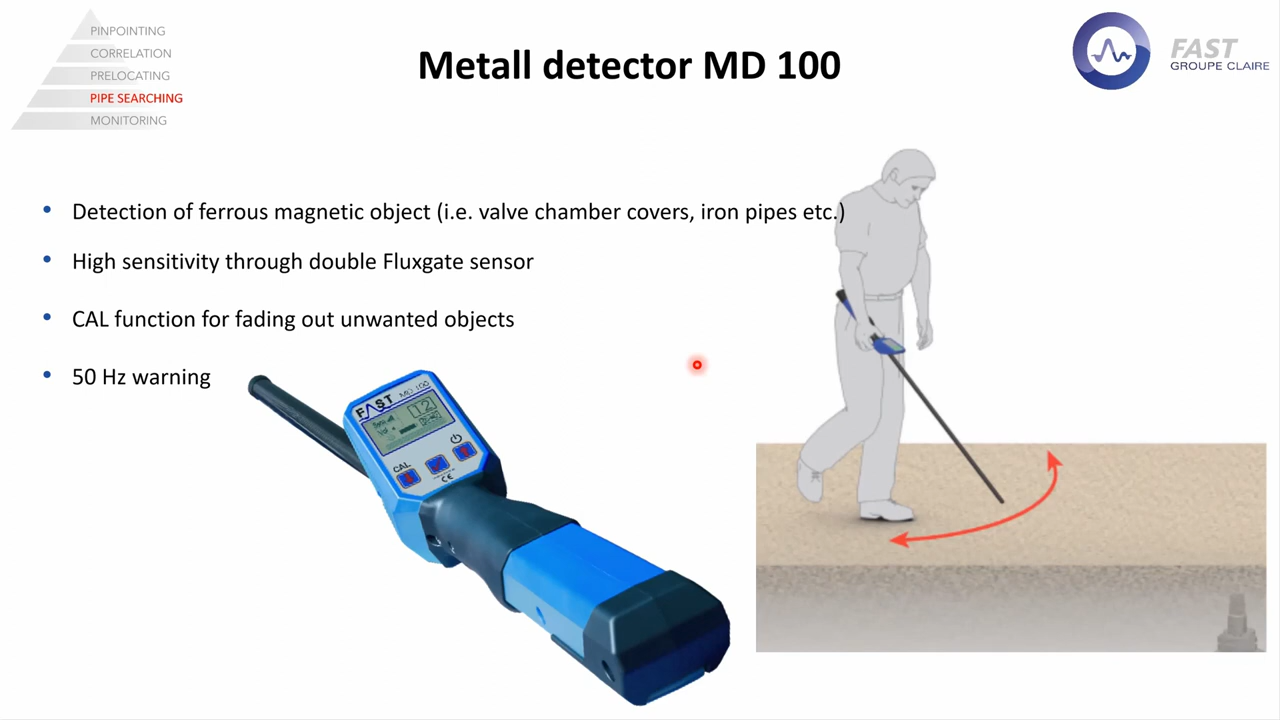 PINPOINTING
CORRELATION
PRELOCATING
PIPE SEARCHING
MONITORING
Metall detector MD 100
FAST
GROUPE CLAIRE
• Detection of ferrous magnetic object (i.e. valve chamber covers, iron pipes etc.)
• High sensitivity through double Fluxgate sensor
• CAL function for fading out unwanted objects
• 50 Hz warning
FAST MD 100
12
CAL
CE